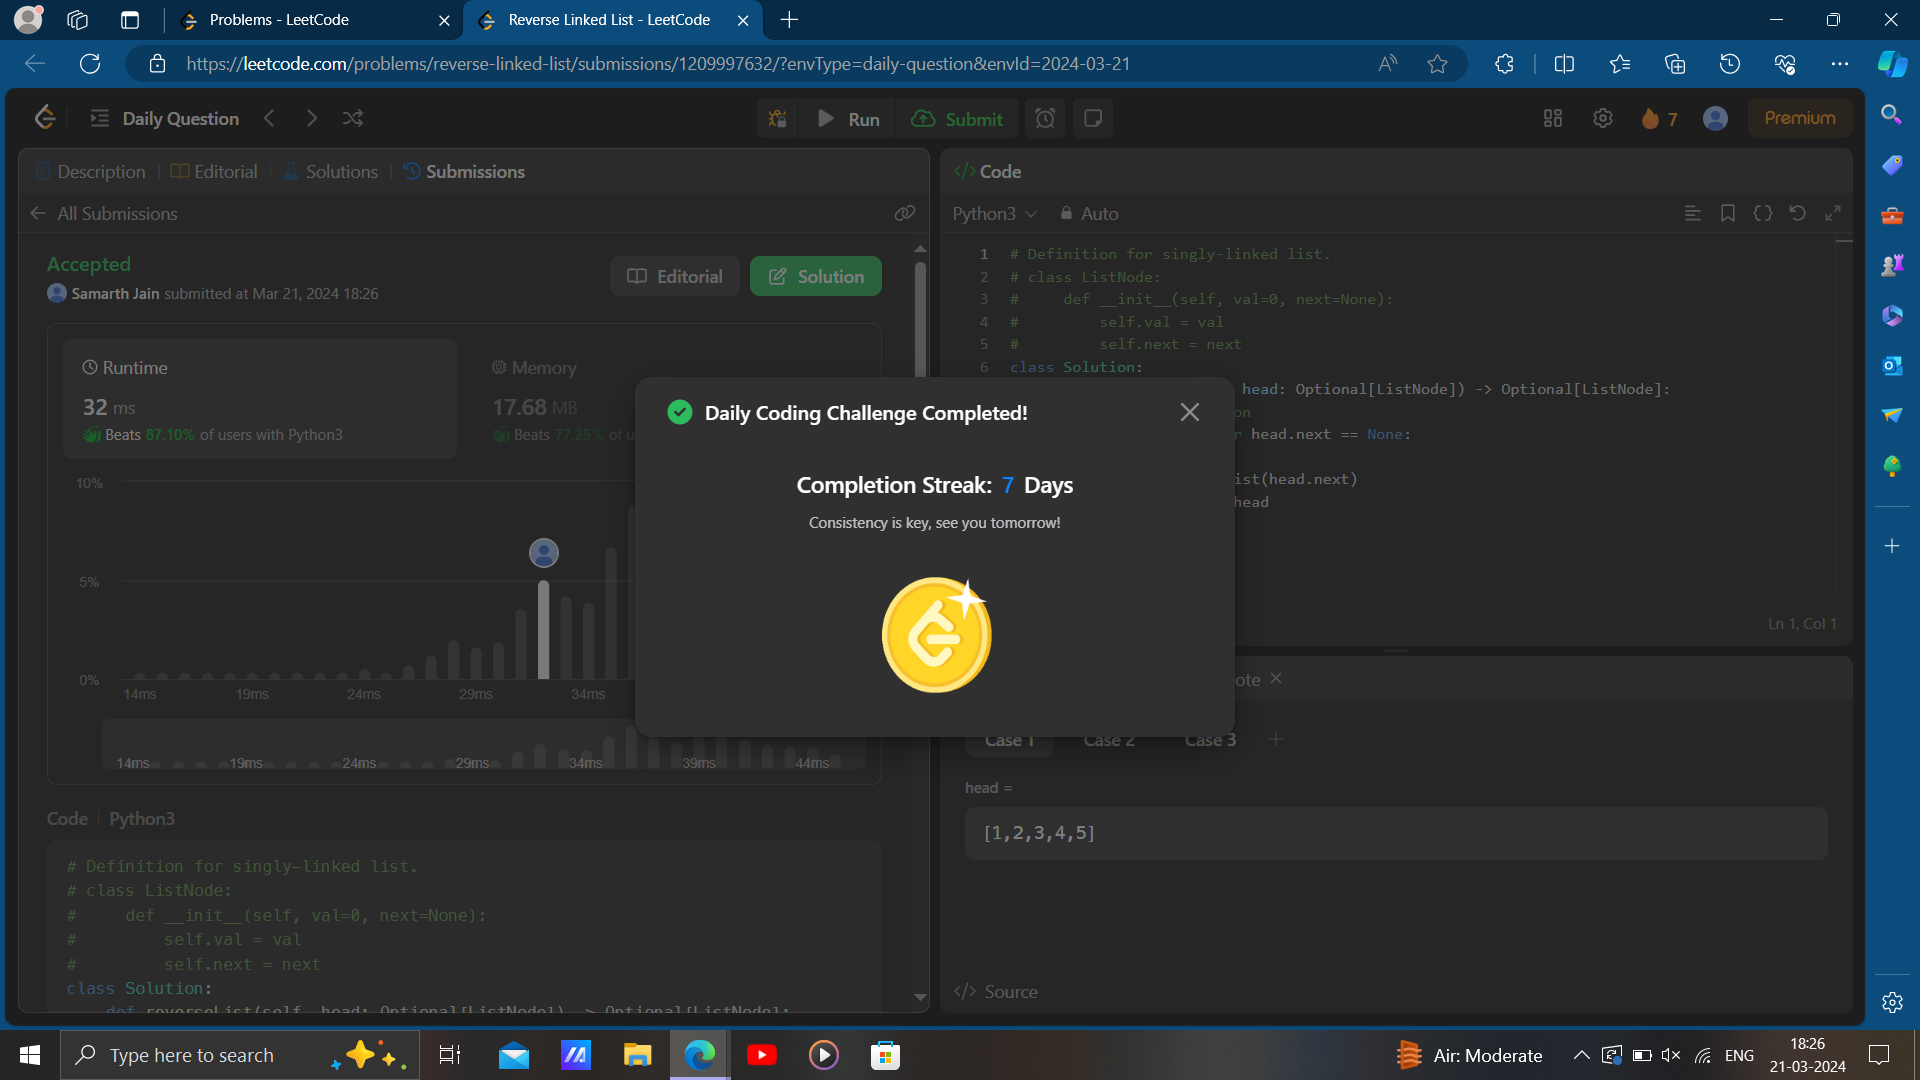 Problems - LeetCode
Reverse Linked List - LeetCode
https://leetcode.com/problems/reverse-linked-list/submissions/1209997632/?envType=daily-question&envId=2024-03-21
Daily Question
Run
Submit
7
Premium
Description
Editorial
Solutions
Submissions
All Submissions
Accepted
Samarth Jain submitted at Mar 21, 2024 18:26
Editorial
Solution
Runtime
32 ms
Beats 87.10% of users with Python3
Memory
17.68 MB
Beats 77.25% of u
10%
5%
0%
14ms 19ms 24ms 29ms 34ms
14ms 19ms 24ms 29ms 34ms 39ms 44ms
Code Python3
# Definition for singly-linked list.
# class ListNode:
#     def __init__(self, val=0, next=None):
#         self.val = val
#         self.next = next
class Solution:
def reverseList(self, head: Optional[ListNode]) -> Optional[ListNode]:
Daily Coding Challenge Completed!
Completion Streak: 7 Days
Consistency is key, see you tomorrow!
</> Code
Python3
Auto
1 # Definition for singly-linked list.
2 # class ListNode:
3 #     def __init__(self, val=0, next=None):
4 #         self.val = val
5 #         self.next = next
6 class Solution:
head: Optional[ListNode]) -> Optional[ListNode]:
on
r head.next == None:
ist(head.next)
head
Ln 1, Col 1
ote
Case 1
Case 2
Case 3
head =
[1,2,3,4,5]
</> Source
Type here to search
Air: Moderate
ENG
18:26
21-03-2024